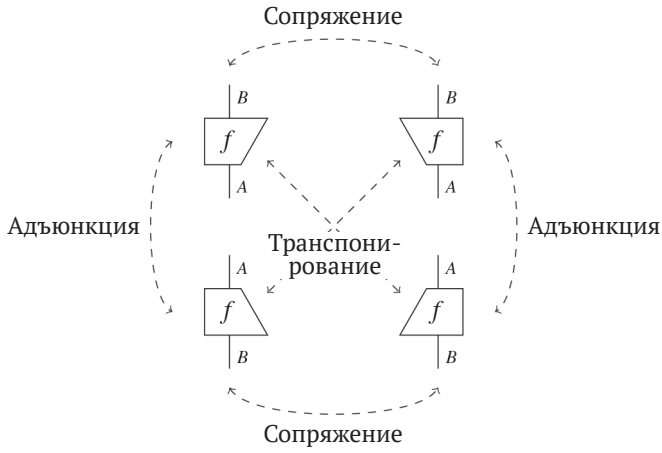 Сопряжение
B B
f f
A A
Адъюнкция Адъюнкция
Транспони-
рование
A A
f f
B B
Сопряжение